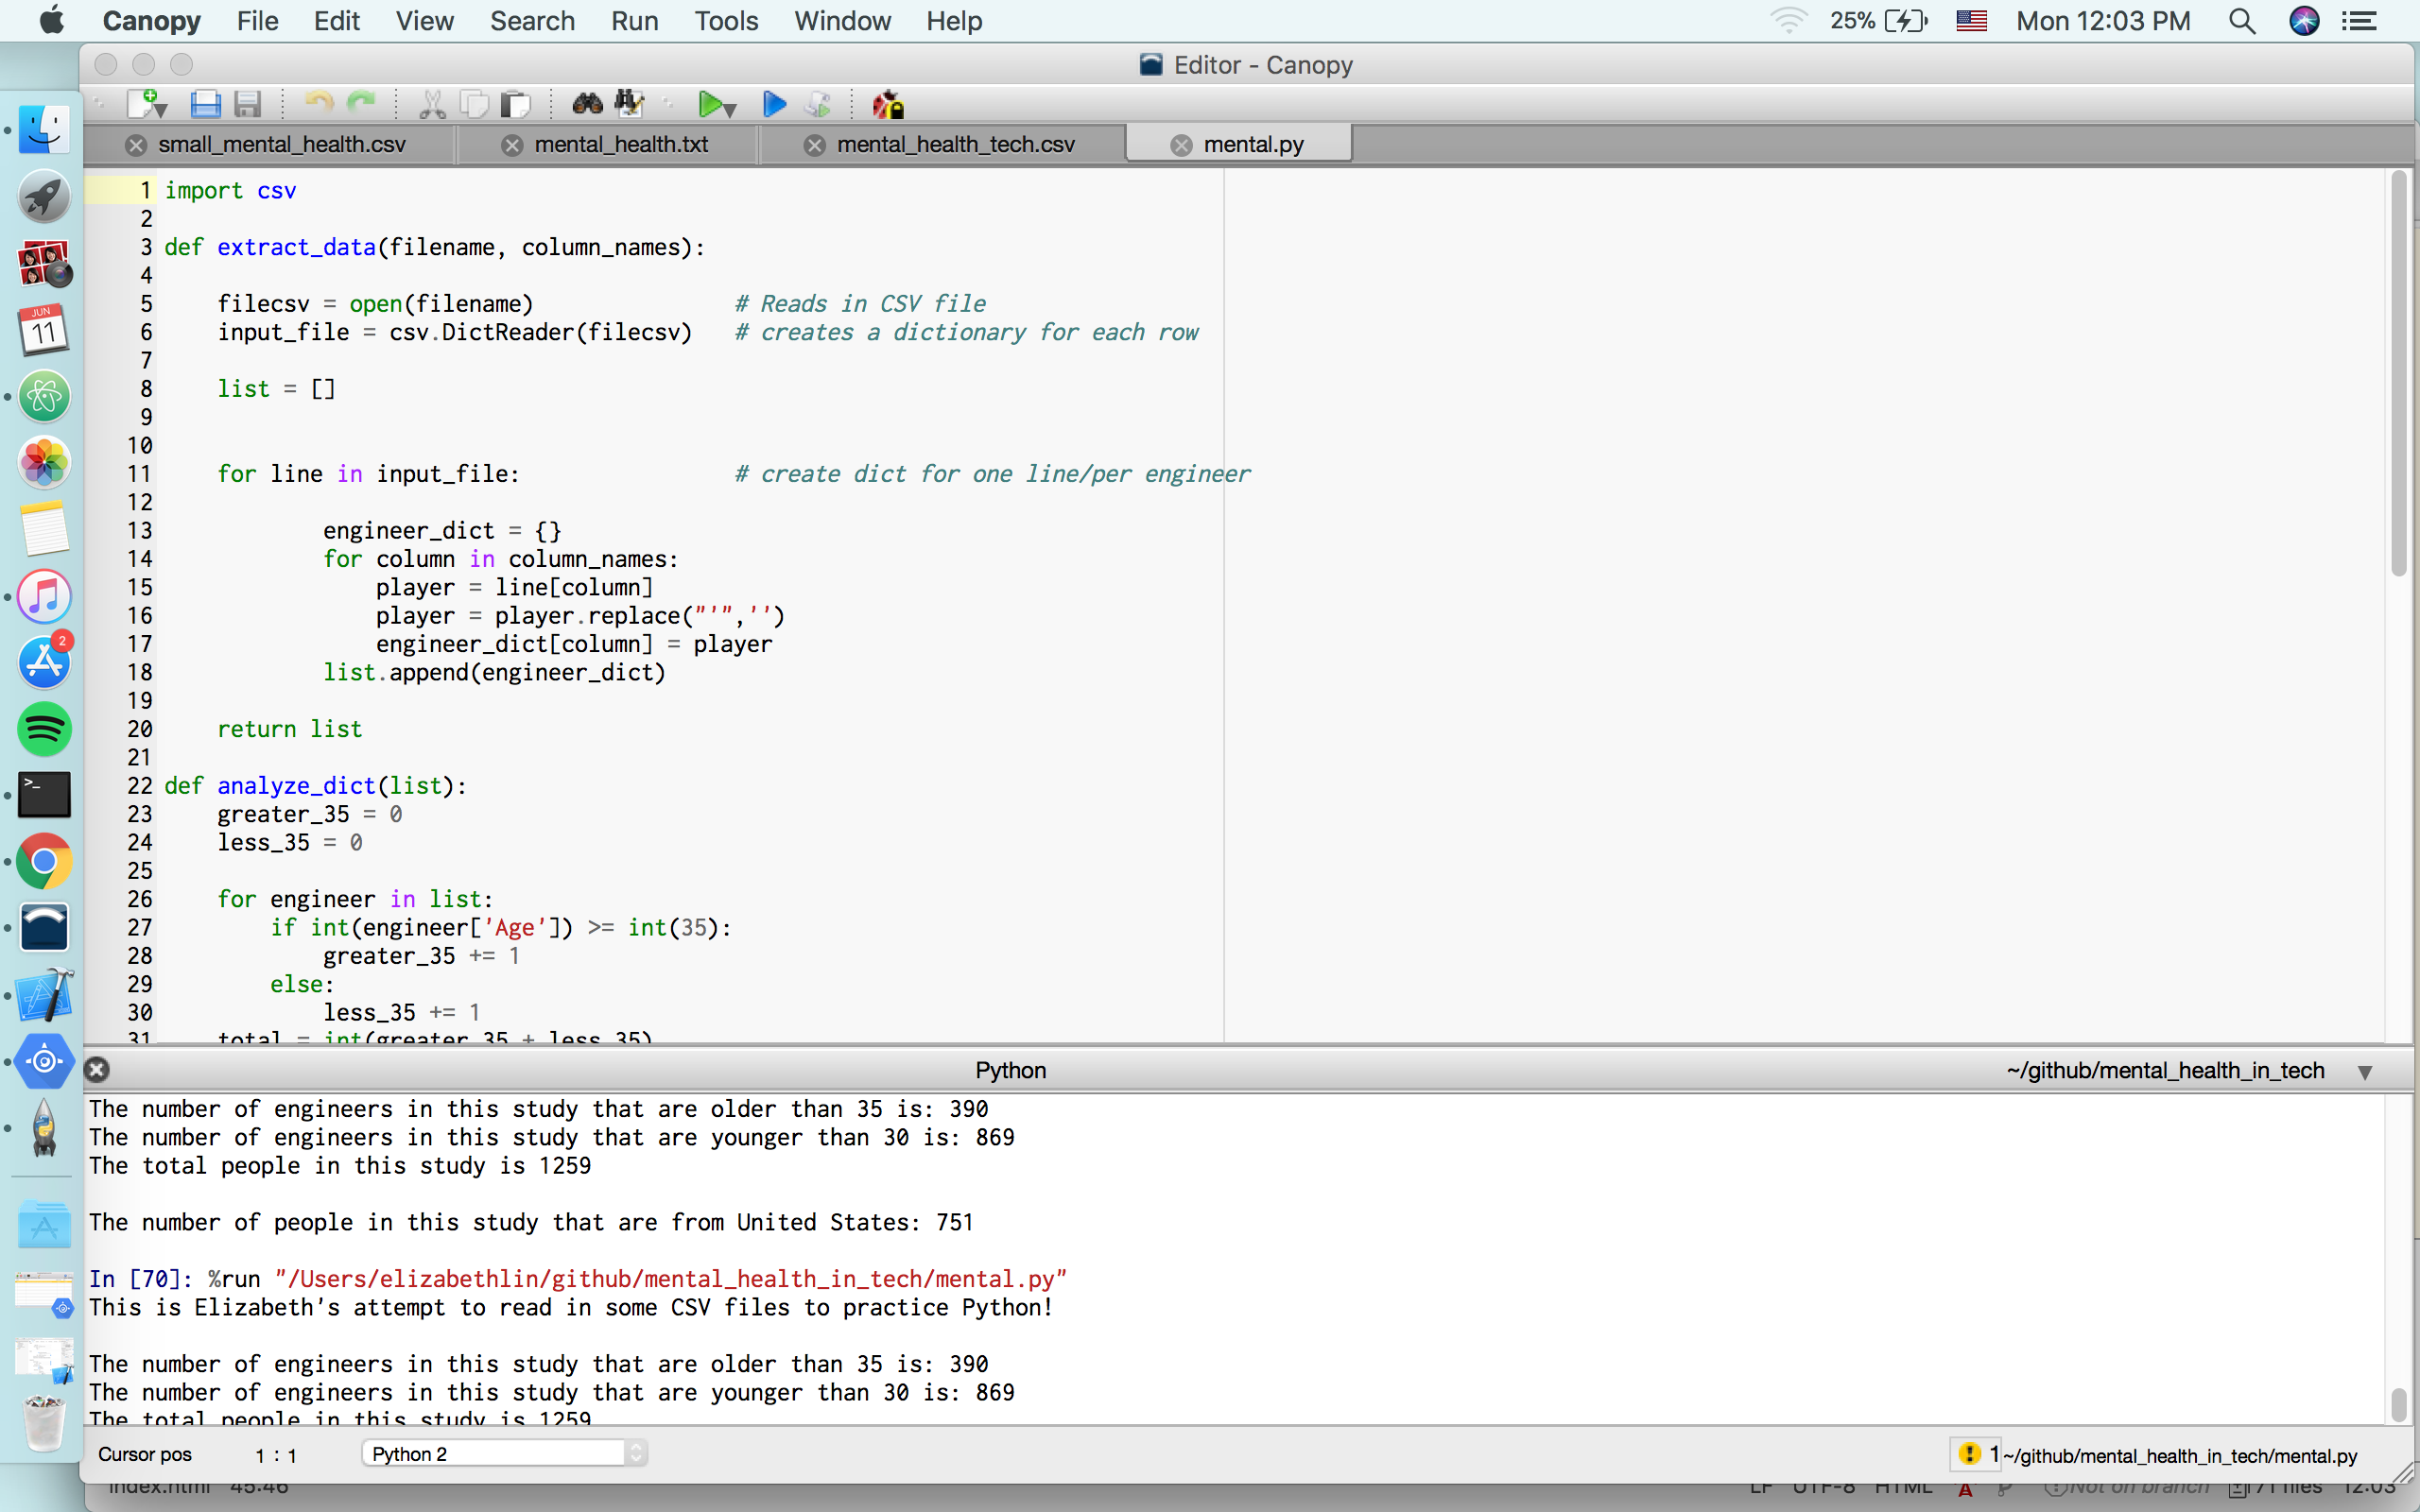 Canopy File Edit View Search Run Tools Window Help 25% Mon 12:03 PM
Editor - Canopy
small_mental_health.csv mental_health.txt mental_health_tech.csv mental.py
1 import csv
2
3 def extract_data(filename, column_names):
4
5 filecsv = open(filename) # Reads in CSV file
6 input_file = csv.DictReader(filecsv) # creates a dictionary for each row
7
8 list = []
9
10
11 for line in input_file: # create dict for one line/per engineer
12
13 engineer_dict = {}
14 for column in column_names:
15 player = line[column]
16 player = player.replace("'",'')
17 engineer_dict[column] = player
18 list.append(engineer_dict)
19
20 return list
21
22 def analyze_dict(list):
23 greater_35 = 0
24 less_35 = 0
25
26 for engineer in list:
27 if int(engineer['Age']) >= int(35):
28 greater_35 += 1
29 else:
30 less_35 += 1
31 total = int(greater_35 + less_35)
JUN
11
2
>_
Python ~/github/mental_health_in_tech
The number of engineers in this study that are older than 35 is: 390
The number of engineers in this study that are younger than 30 is: 869
The total people in this study is 1259
The number of people in this study that are from United States: 751
In [70]: %run "/Users/elizabethlin/github/mental_health_in_tech/mental.py"
This is Elizabeth's attempt to read in some CSV files to practice Python!
The number of engineers in this study that are older than 35 is: 390
The number of engineers in this study that are younger than 30 is: 869
The total people in this study is 1259
Cursor pos 1 : 1 Python 2 1 ~/github/mental_health_in_tech/mental.py
index.html 45:46 LF UTF-8 HTML Not on branch 71 files 12:03